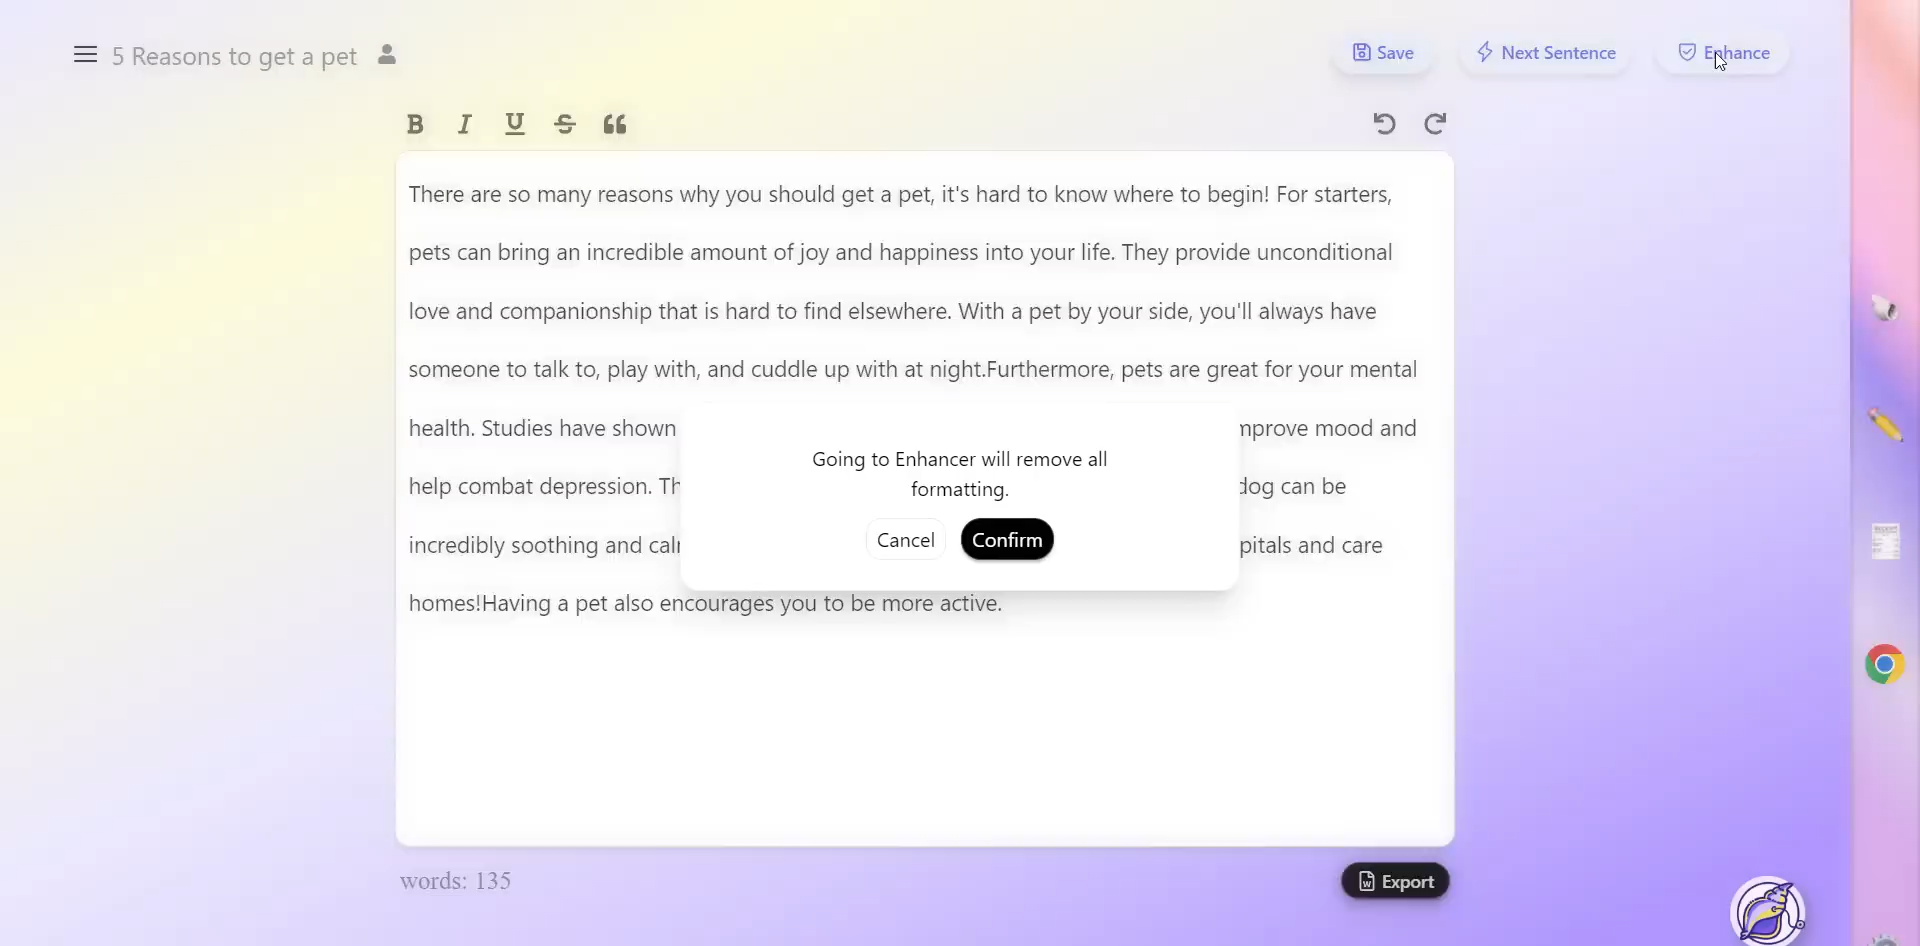 5 Reasons to get a pet
Save
Next Sentence
Enhance
B I U S
There are so many reasons why you should get a pet, it's hard to know where to begin! For starters,
pets can bring an incredible amount of joy and happiness into your life. They provide unconditional
love and companionship that is hard to find elsewhere. With a pet by your side, you'll always have
someone to talk to, play with, and cuddle up with at night.Furthermore, pets are great for your mental
health. Studies have shown mprove mood and
help combat depression. Th dog can be
incredibly soothing and cal pitals and care
homes!Having a pet also encourages you to be more active.
Going to Enhancer will remove all
formatting.
Cancel
Confirm
words: 135
Export